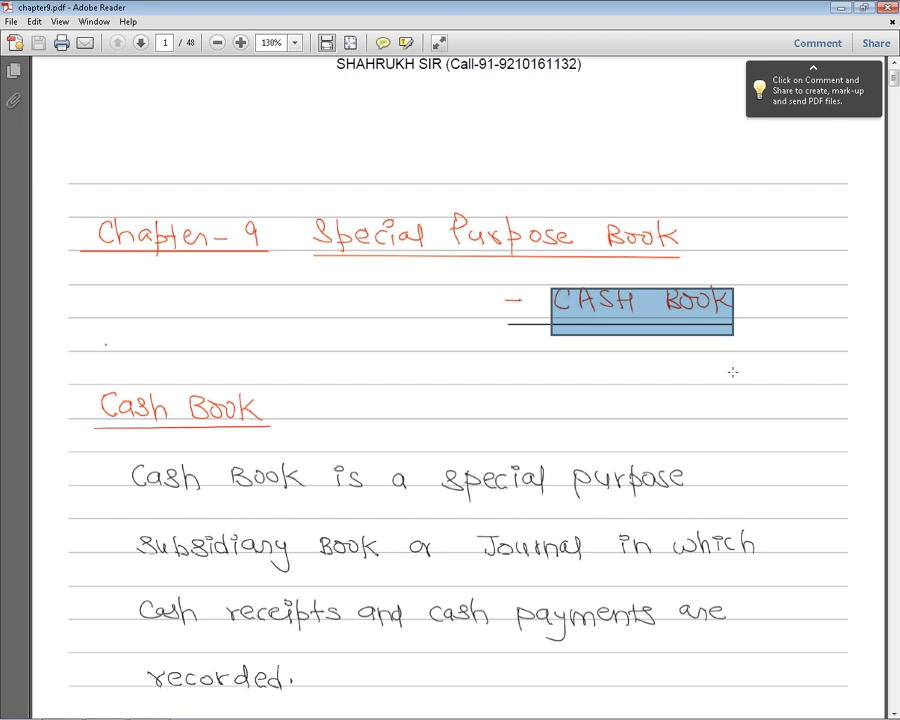 chapter9.pdf - Adobe Reader
File Edit View Window Help
1 / 48 130% Comment Share
SHAHRUKH SIR (Call-91-9210161132)
Click on Comment and
Share to create, mark-up
and send PDF files.
Chapter - 9 Special Purpose Book
- CASH BOOK
Cash Book
Cash Book is a special purpose
subsidiary Book or Journal in which
Cash receipts and cash payments are
recorded.